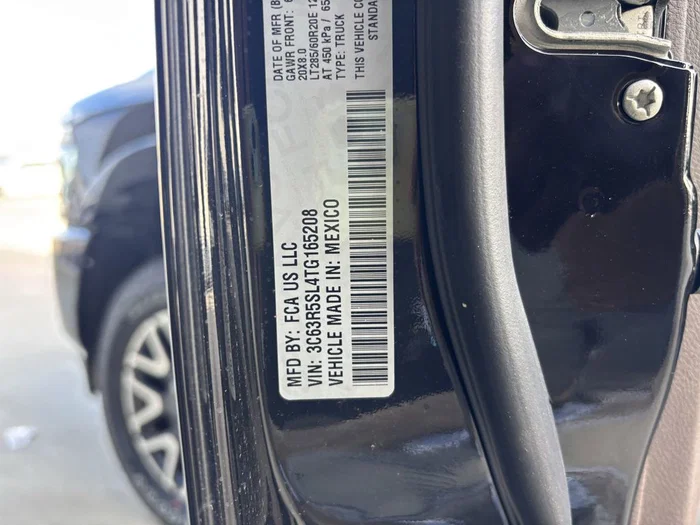 MFD BY: FCA US LLC
VIN: 3C63R5SL4TG165208
VEHICLE MADE IN: MEXICO
DATE OF MFR
GAWR FRONT:
20X8.0
LT285/60R20E
AT 450 kPa /
TYPE: TRUCK
THIS VEHICLE